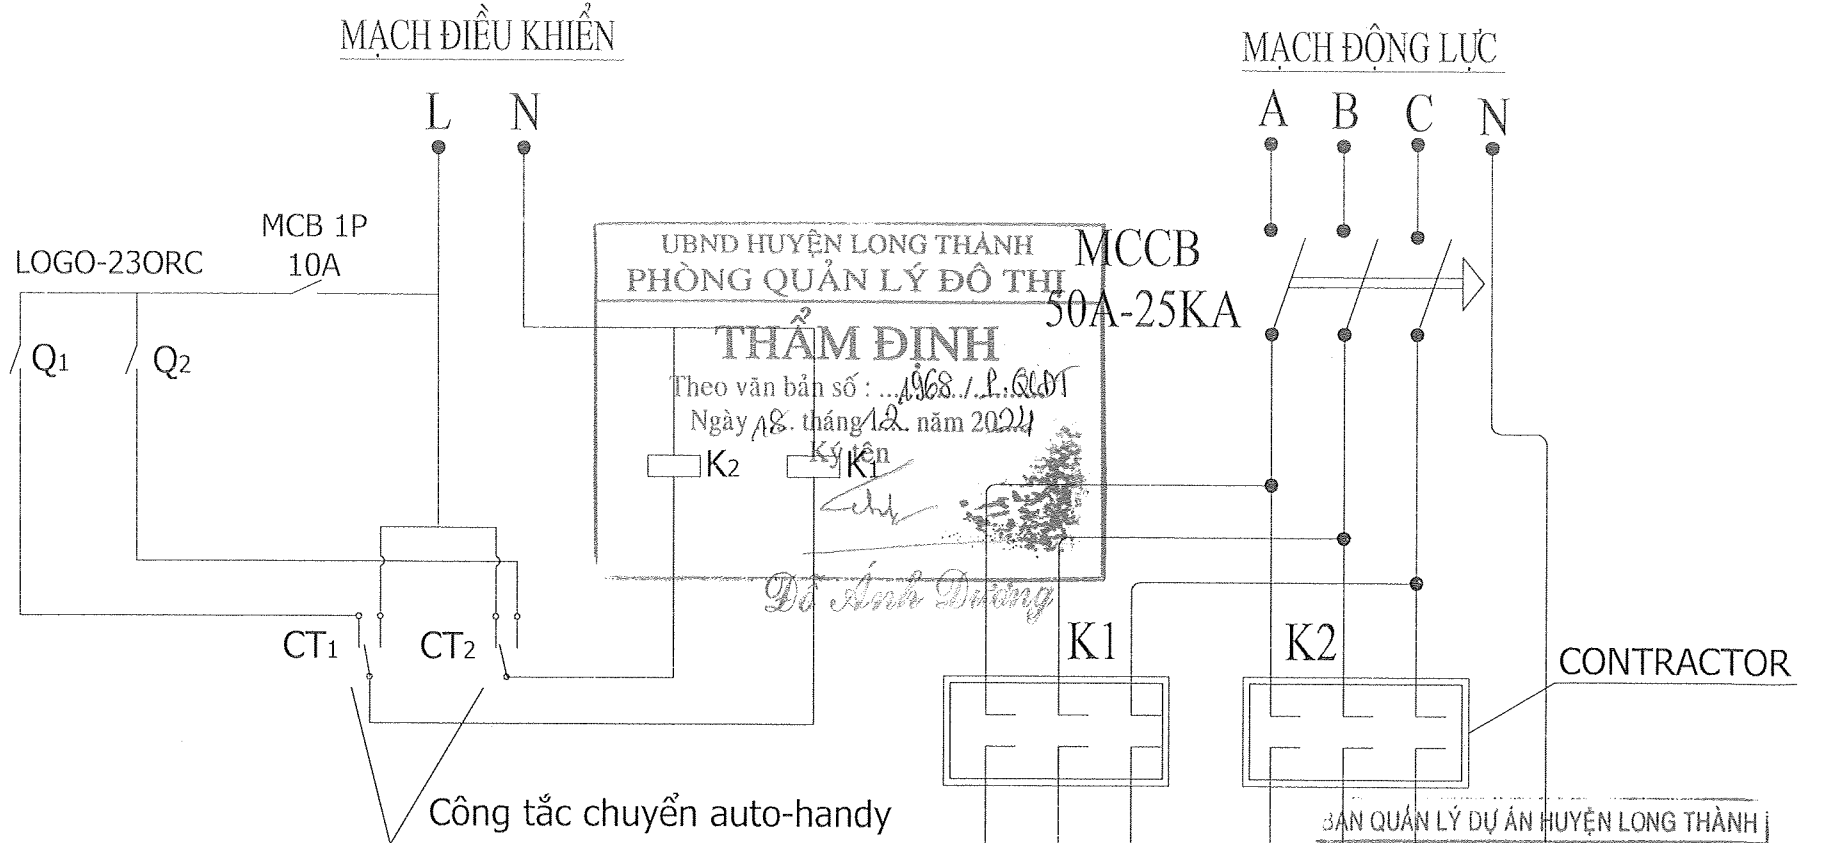 MẠCH ĐIỀU KHIỂN
MẠCH ĐỘNG LỰC
L
N
A
B
C
N
MCB 1P
10A
LOGO-23ORC
UBND HUYỆN LONG THÀNH
PHÒNG QUẢN LÝ ĐÔ THỊ
MCCB
50A-25KA
THẨM ĐỊNH
Theo văn bản số : ...1968./.P.QLĐT
Ngày 18. tháng 12. năm 2024
Ký tên
Q1
Q2
K2
K1
Đỗ Ánh Dương
CT1
CT2
K1
K2
CONTRACTOR
Công tắc chuyển auto-handy
BAN QUẢN LÝ DỰ ÁN HUYỆN LONG THÀNH